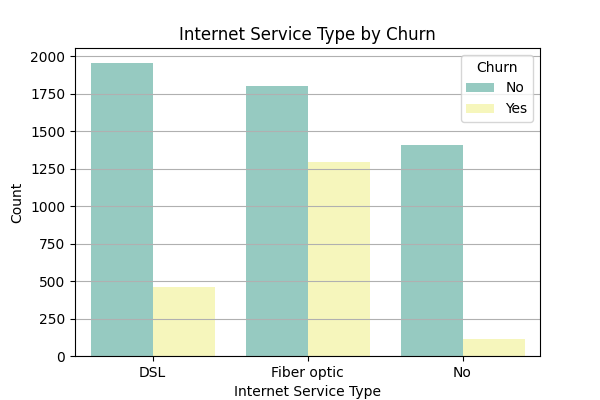 Internet Service Type by Churn
2000
1750
1500
1250
1000
750
500
250
0
Count
Churn
No
Yes
DSL
Fiber optic
No
Internet Service Type